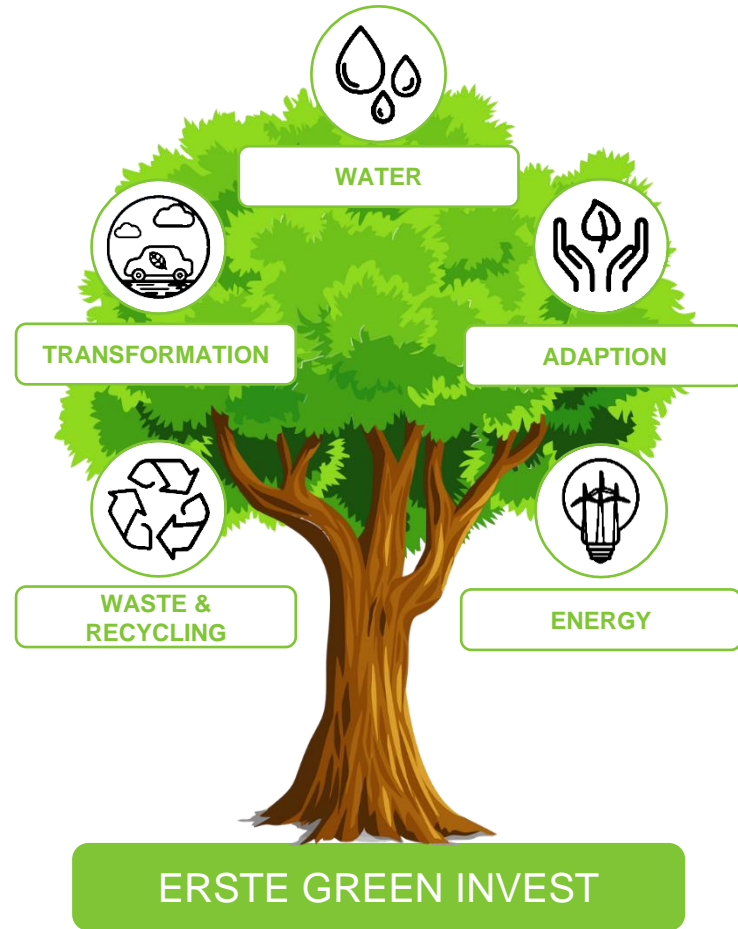 WATER
TRANSFORMATION
ADAPTION
WASTE &
RECYCLING
ENERGY
ERSTE GREEN INVEST